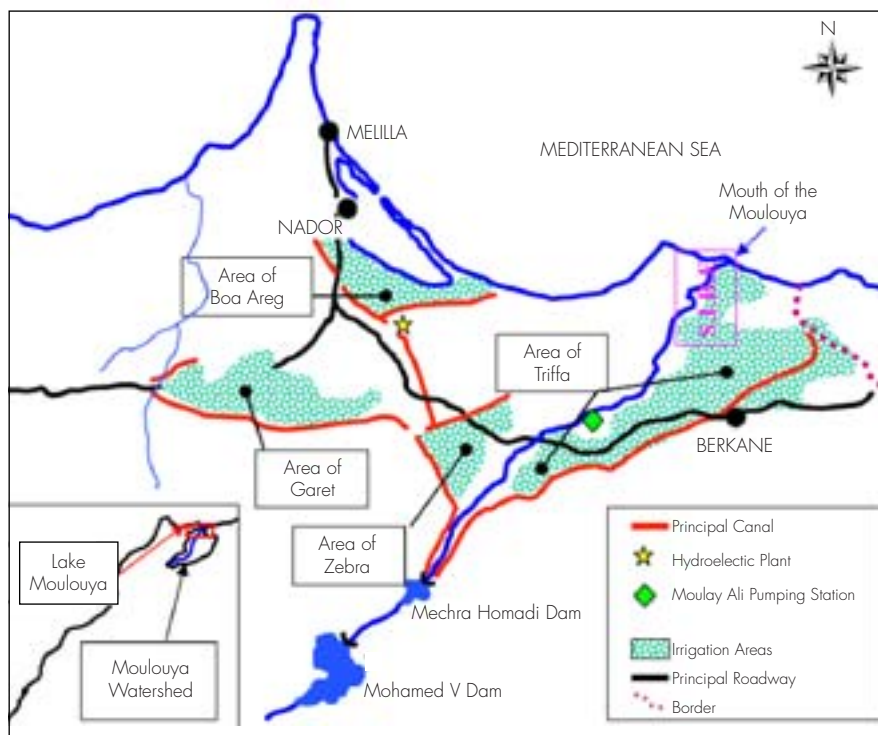 N
MELILLA
MEDITERRANEAN SEA
Mouth of the
Moulouya
NADOR
Area of
Boa Areg
Area of
Triffa
BERKANE
Area of
Garet
Area of
Zebra
Lake
Moulouya
Mechra Homadi Dam
Moulouya
Watershed
Mohamed V Dam
Principal Canal
Hydroelectic Plant
Moulay Ali Pumping Station
Irrigation Areas
Principal Roadway
Border